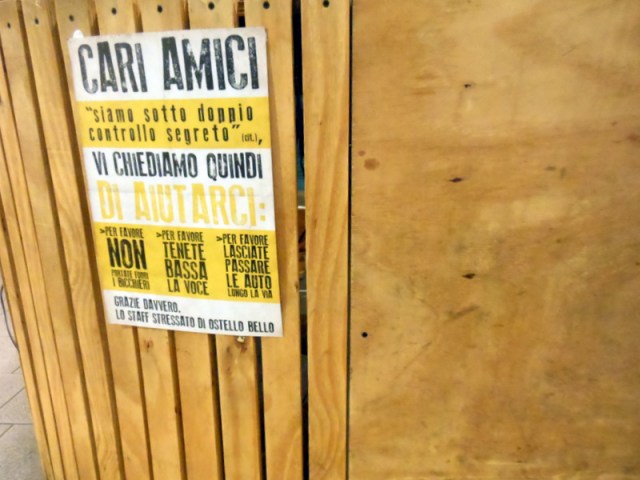 CARI AMICI
"siamo sotto doppio
controllo segreto" (cit.),
VI CHIEDIAMO QUINDI
DI AIUTARCI:
>PER FAVORE
NON
PORTATE FUORI
I BICCHIERI
>PER FAVORE
TENETE
BASSA
LA VOCE
>PER FAVORE
LASCIATE
PASSARE
LE AUTO
LUNGO LA VIA
GRAZIE DAVVERO,
LO STAFF STRESSATO DI OSTELLO BELLO